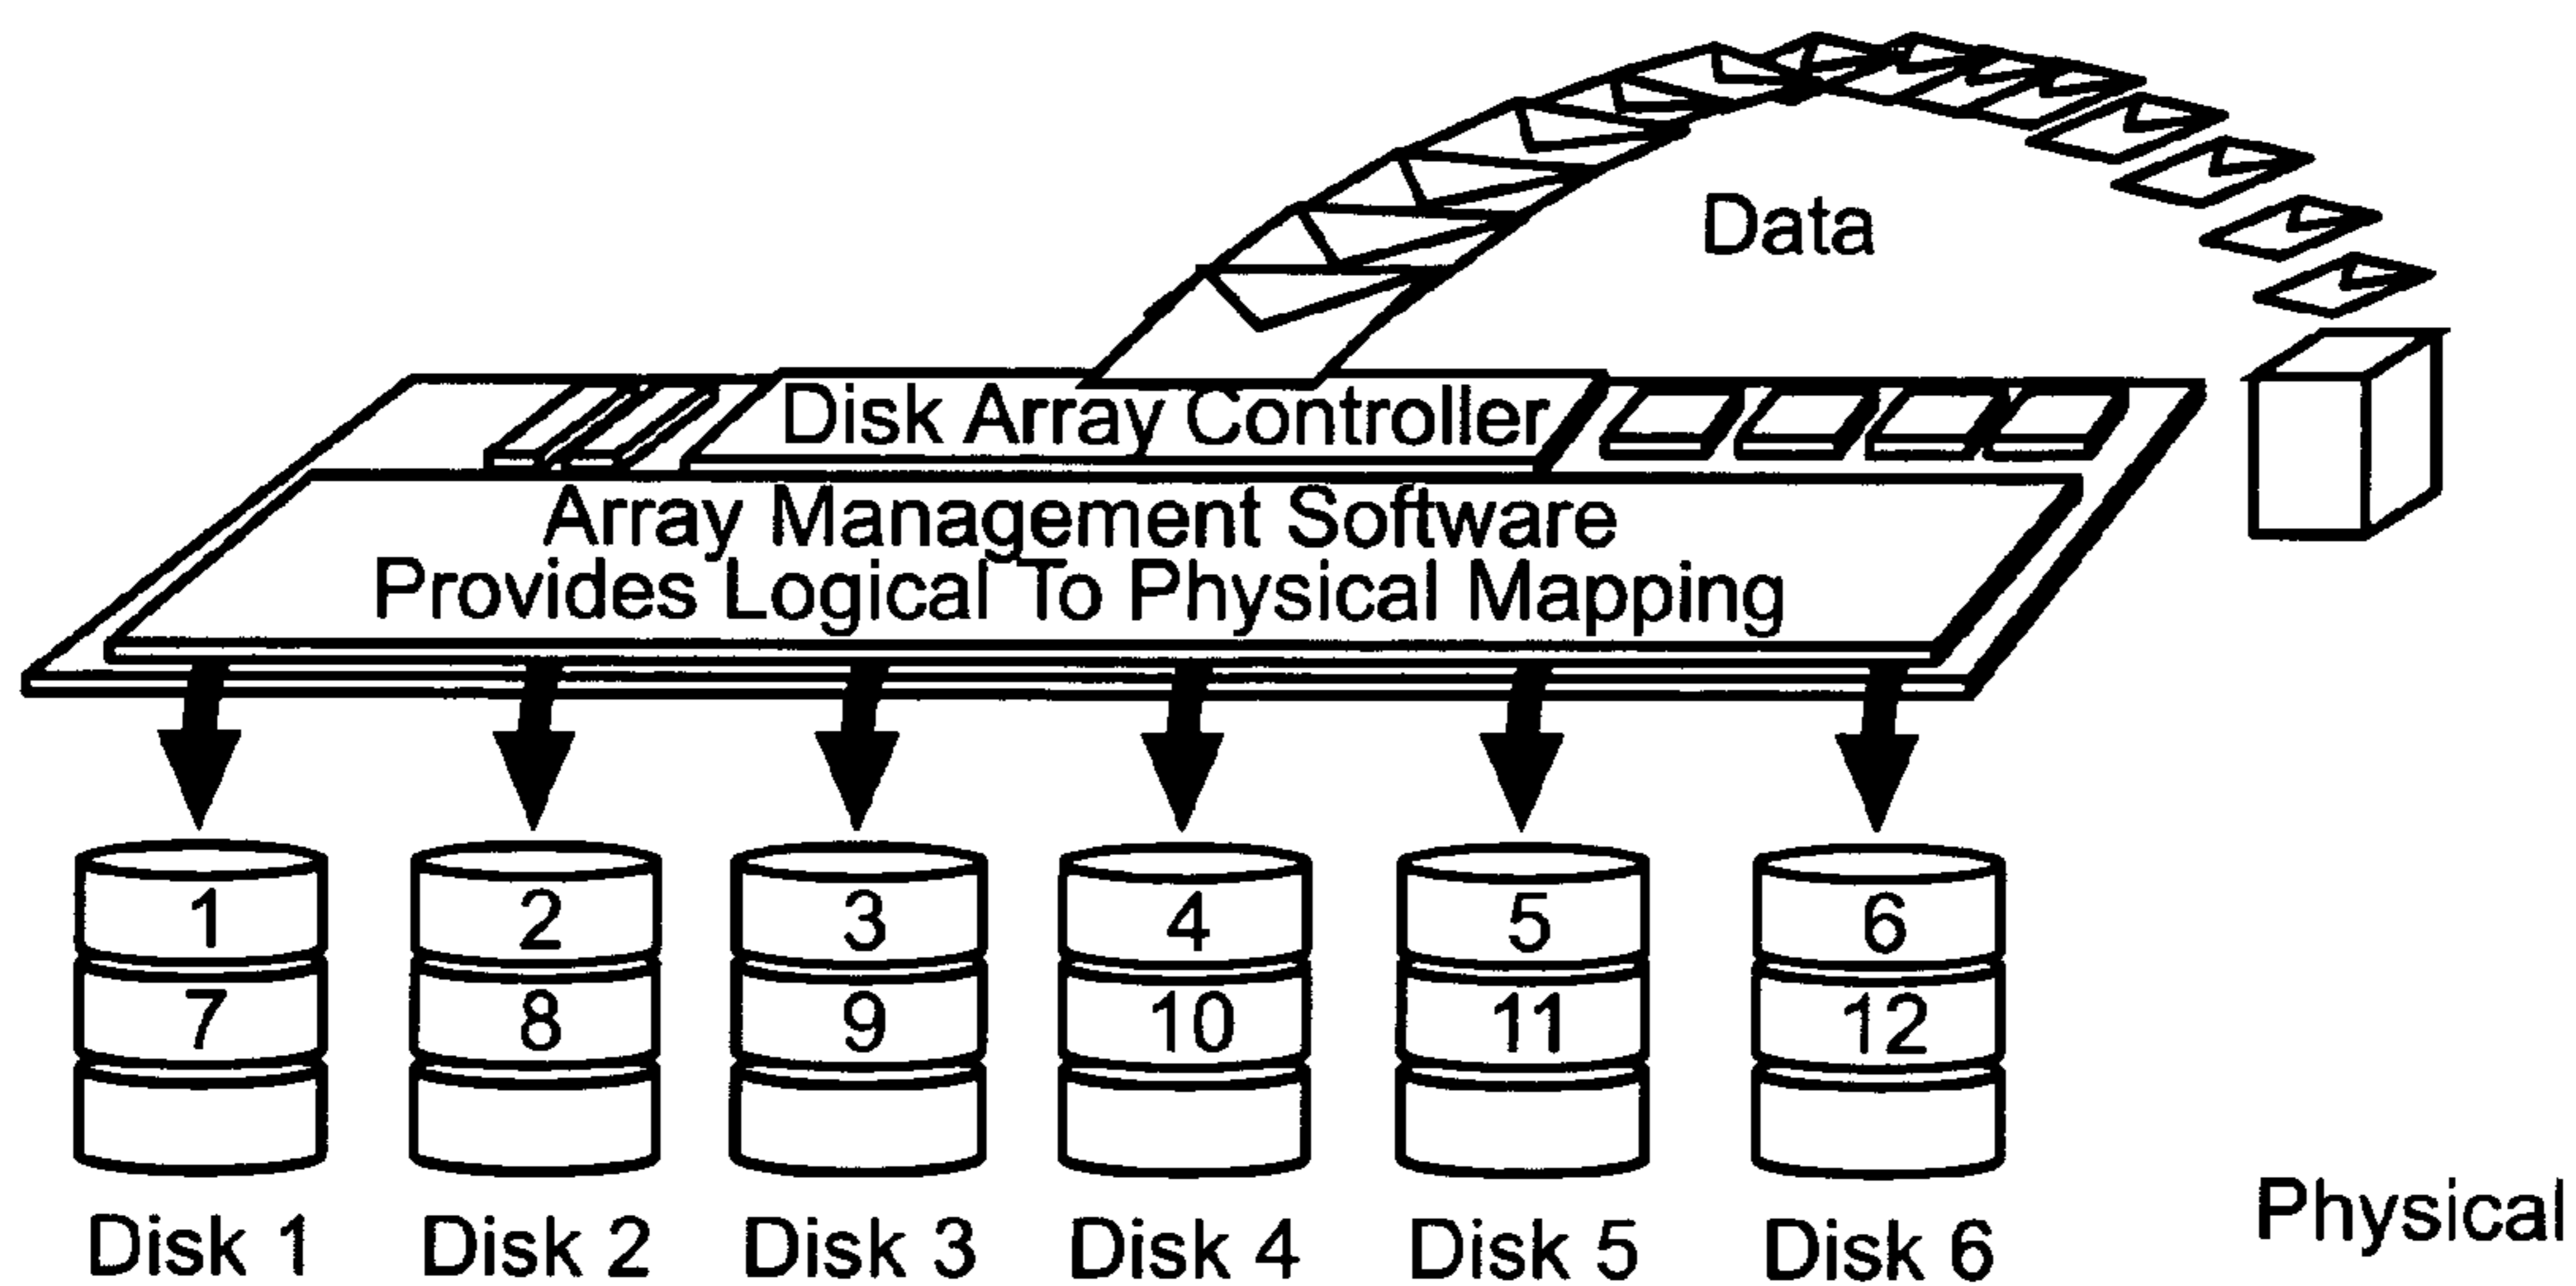 Data
Disk Array Controller
Array Management Software
Provides Logical To Physical Mapping
1 2 3 4 5 6
7 8 9 10 11 12
Disk 1 Disk 2 Disk 3 Disk 4 Disk 5 Disk 6 Physical